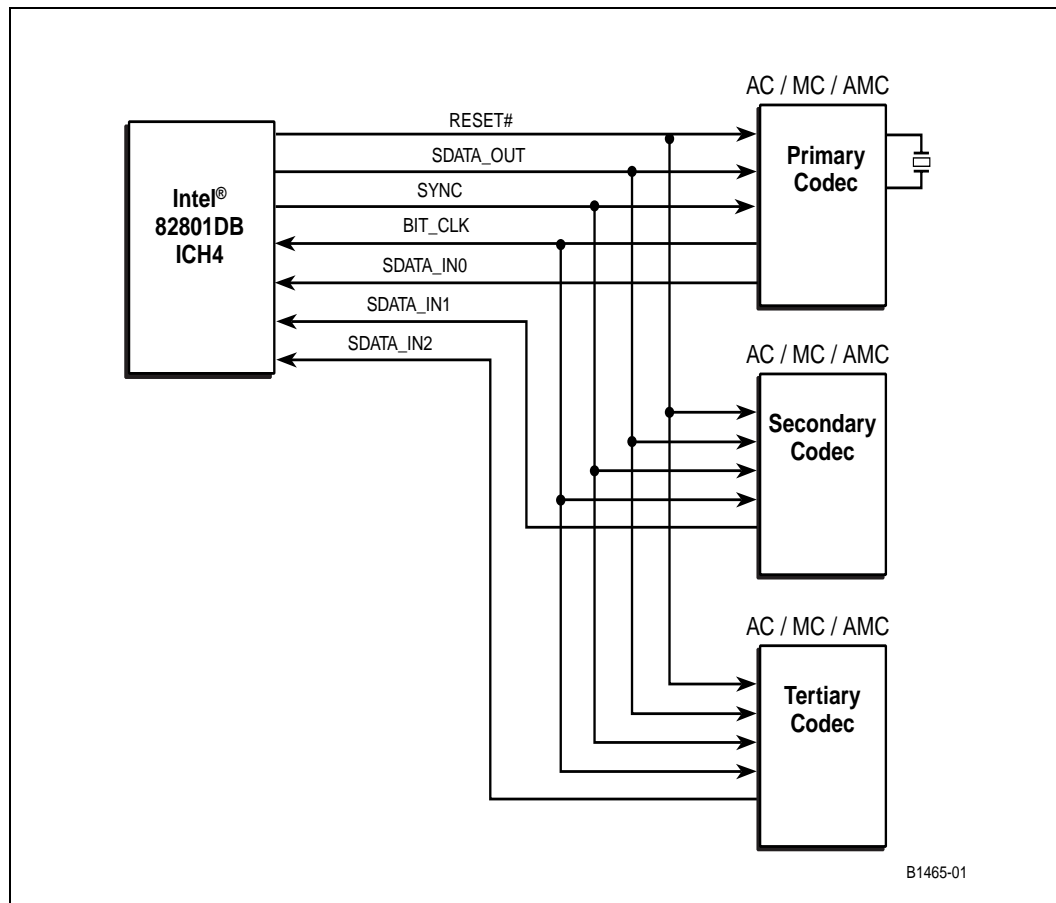 AC / MC / AMC
RESET#
SDATA_OUT
SYNC
BIT_CLK
SDATA_IN0
SDATA_IN1
SDATA_IN2
Intel®
82801DB
ICH4
Primary
Codec
AC / MC / AMC
Secondary
Codec
AC / MC / AMC
Tertiary
Codec
B1465-01